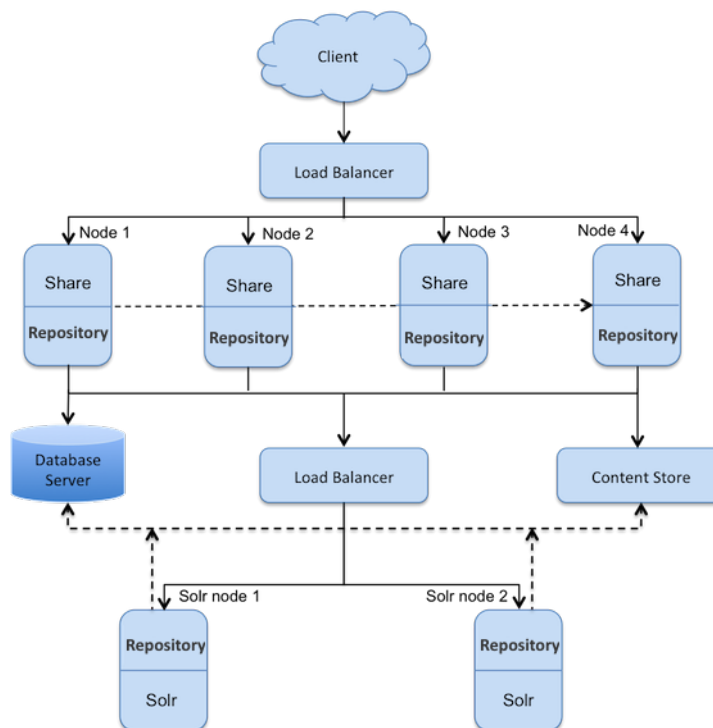 Client
Load Balancer
Node 1
Node 2
Node 3
Node 4
Share
Share
Share
Share
Repository
Repository
Repository
Repository
Database
Server
Load Balancer
Content Store
Solr node 1
Solr node 2
Repository
Repository
Solr
Solr